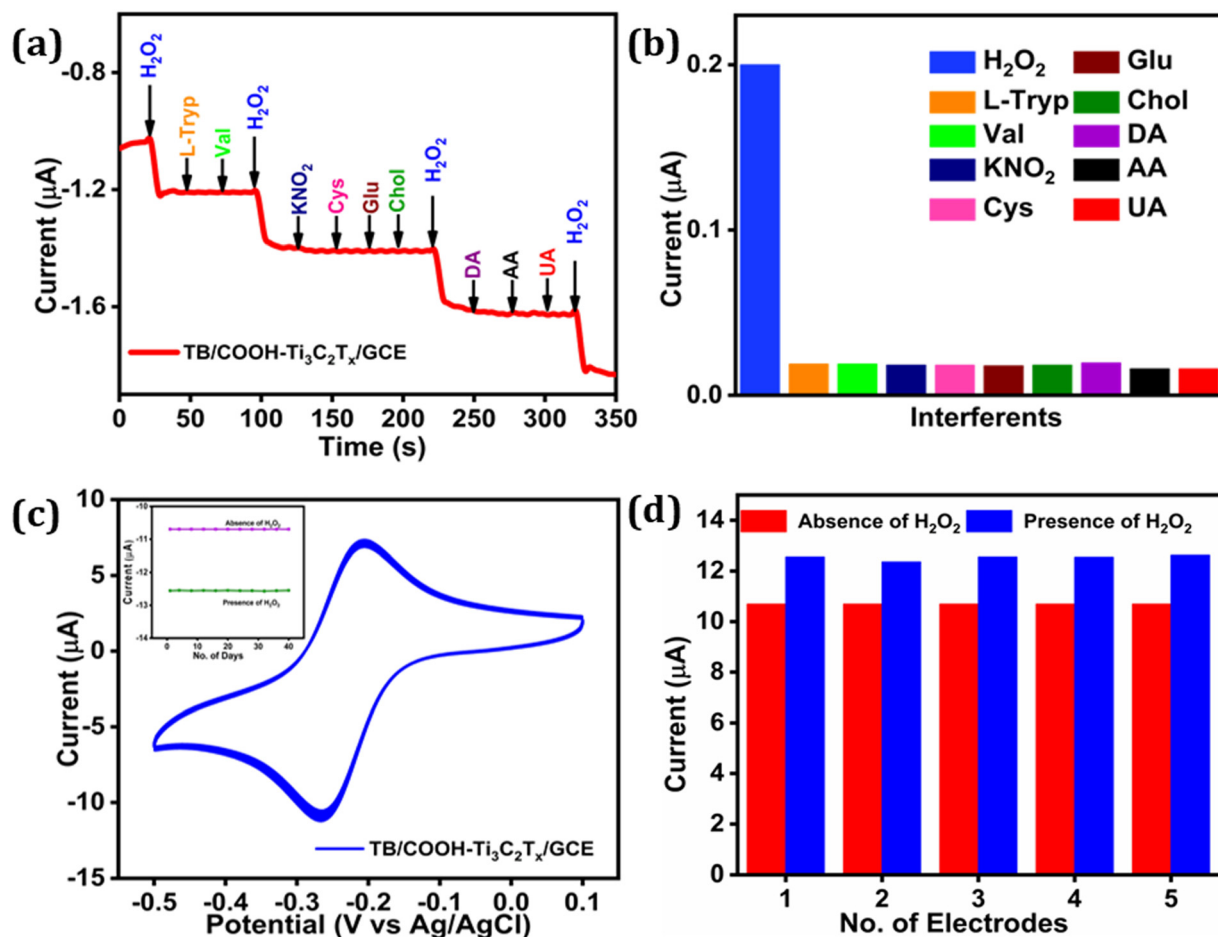 (a)
Current (μA)
-0.8
-1.2
-1.6
H₂O₂
L-Tryp
Val
H₂O₂
KNO₂
Cys
Glu
Chol
H₂O₂
DA
AA
UA
H₂O₂
TB/COOH-Ti₃C₂Tₓ/GCE
0 50 100 150 200 250 300 350
Time (s)
(b)
Current (μA)
0.2
0.1
0.0
H₂O₂ Glu
L-Tryp Chol
Val DA
KNO₂ AA
Cys UA
Interferents
(c)
Current (μA)
10
5
0
-5
-10
-15
Current (μA)
-10
-11
-12
-13
-14
Absence of H₂O₂
Presence of H₂O₂
0 10 20 30 40
No. of Days
TB/COOH-Ti₃C₂Tₓ/GCE
-0.5 -0.4 -0.3 -0.2 -0.1 0.0 0.1
Potential (V vs Ag/AgCl)
(d)
Current (μA)
14
12
10
8
6
4
2
0
Absence of H₂O₂ Presence of H₂O₂
1 2 3 4 5
No. of Electrodes